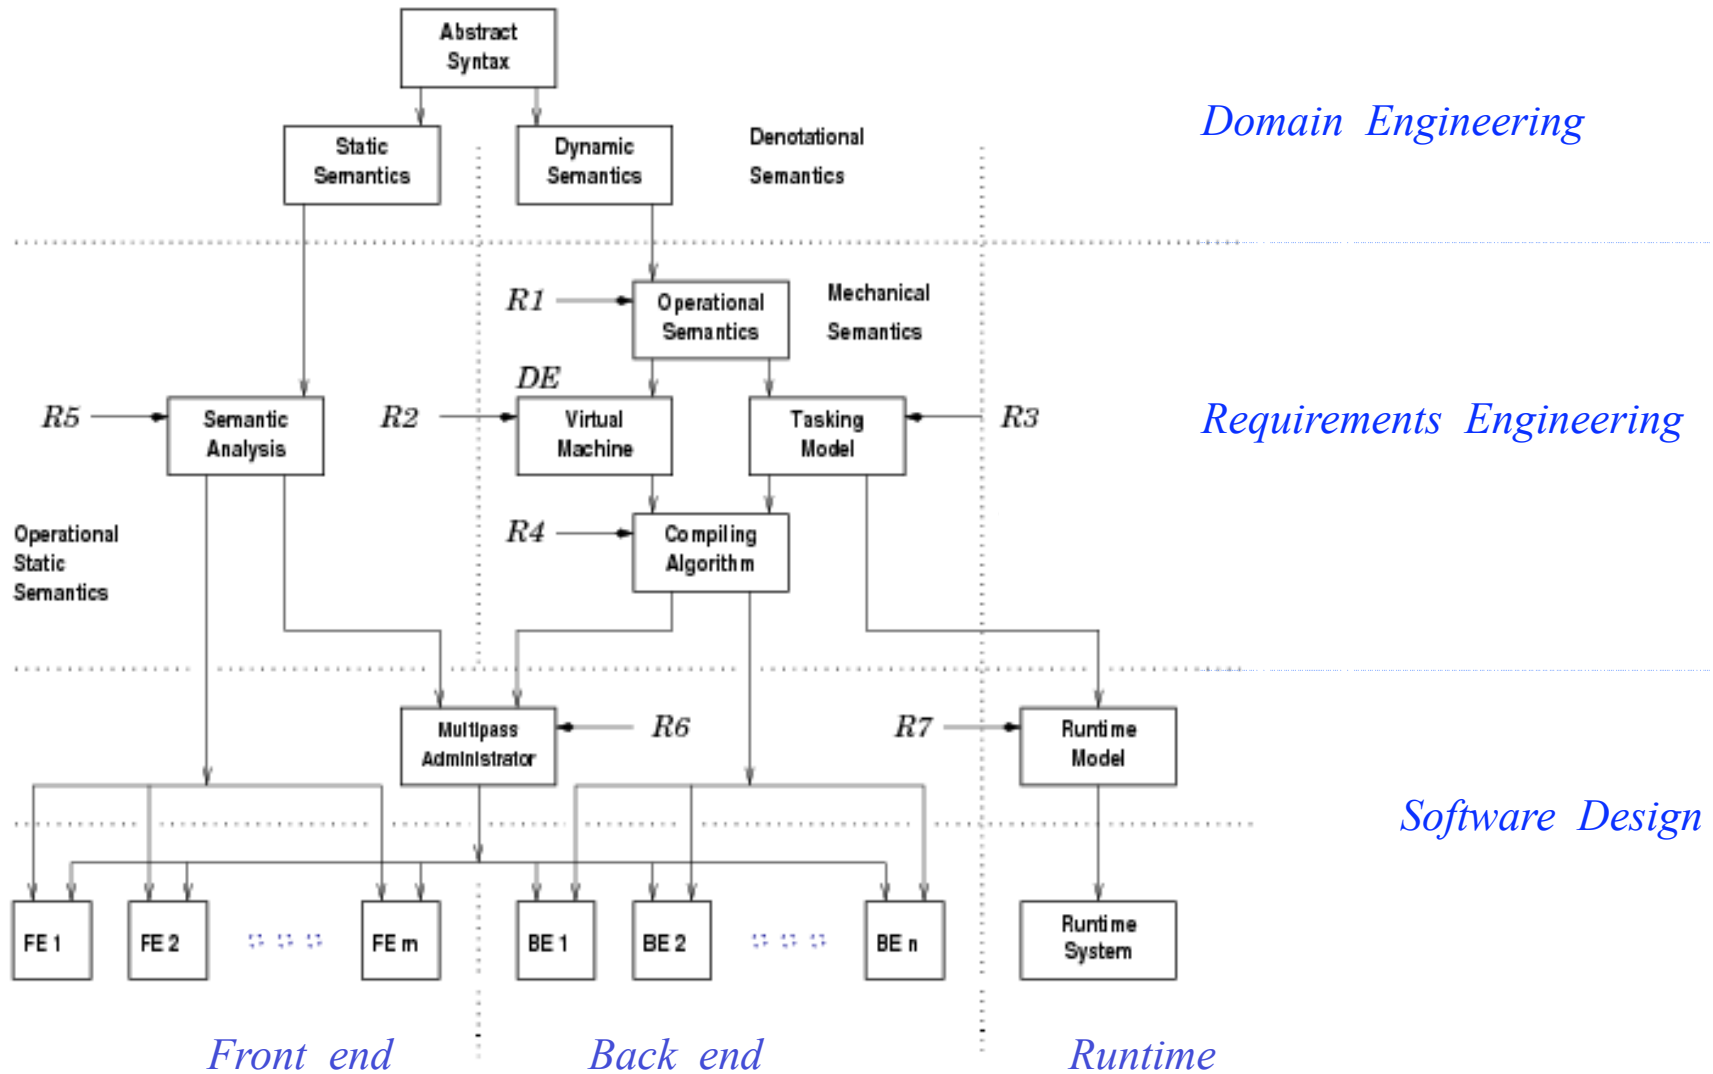 Abstract
Syntax
Domain Engineering
Static
Semantics
Dynamic
Semantics
Denotational
Semantics
R1
Operational
Semantics
Mechanical
Semantics
DE
R5
Semantic
Analysis
R2
Virtual
Machine
Tasking
Model
R3
Requirements Engineering
Operational
Static
Semantics
R4
Compiling
Algorithm
Multipass
Administrator
R6
R7
Runtime
Model
Software Design
FE 1
FE 2
FE m
BE 1
BE 2
BE n
Runtime
System
Front end
Back end
Runtime